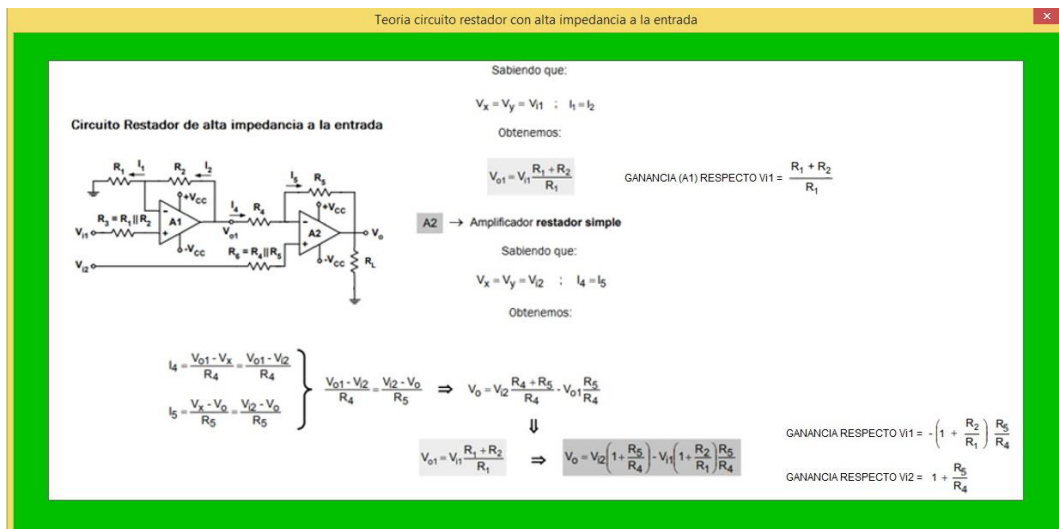 Teoria circuito restador con alta impedancia a la entrada
×
Sabiendo que:
Vx = Vy = Vi1 ; I1 = I2
Obtenemos:
Vo1 = Vi1 (R1 + R2) / R1
GANANCIA (A1) RESPECTO Vi1 = (R1 + R2) / R1
Circuito Restador de alta impedancia a la entrada
R1 I1 R2 I2
I5 R5
+Vcc
+Vcc
I4 R4
R3 = R1 || R2
A1
Vi1
Vo1
A2
Vo
-Vcc
R6 = R4 || R5
-Vcc
RL
Vi2
A2 → Amplificador restador simple
Sabiendo que:
Vx = Vy = Vi2 ; I4 = I5
Obtenemos:
I4 = (Vo1 - Vx) / R4 = (Vo1 - Vi2) / R4
I5 = (Vx - Vo) / R5 = (Vi2 - Vo) / R5
(Vo1 - Vi2) / R4 = (Vi2 - Vo) / R5 ⇒ Vo = Vi2 (R4 + R5) / R4 - Vo1 R5 / R4
⇓
Vo1 = Vi1 (R1 + R2) / R1 ⇒ Vo = Vi2 (1 + R5 / R4) - Vi1 (1 + R2 / R1) R5 / R4
GANANCIA RESPECTO Vi1 = - (1 + R2 / R1) R5 / R4
GANANCIA RESPECTO Vi2 = 1 + R5 / R4